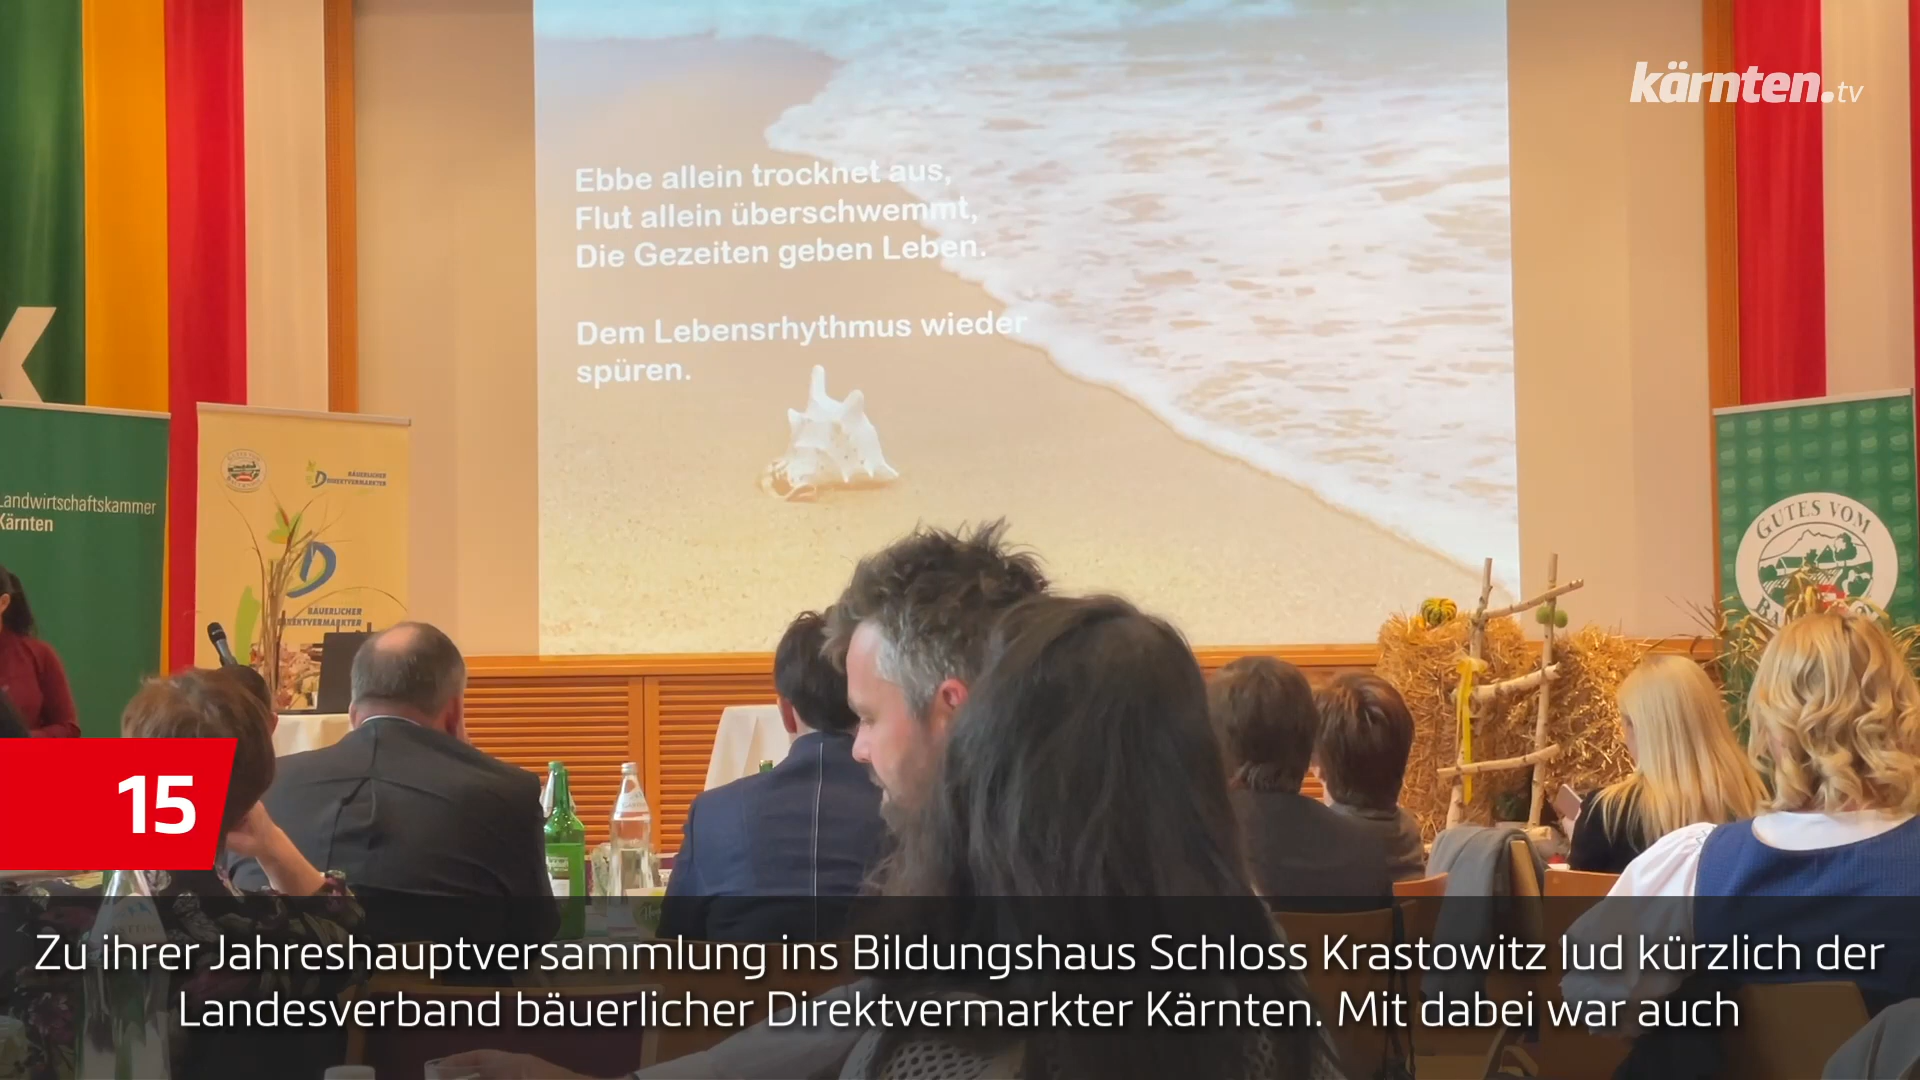 kärnten.tv
Ebbe allein trocknet aus,
Flut allein überschwemmt,
Die Gezeiten geben Leben.
Dem Lebensrhythmus wieder
spüren.
Landwirtschaftskammer
Kärnten
BÄUERLICHER
DIREKTVERMARKTER
BÄUERLICHER
DIREKTVERMARKTER
GUTES VOM
15
Zu ihrer Jahreshauptversammlung ins Bildungshaus Schloss Krastowitz lud kürzlich der
Landesverband bäuerlicher Direktvermarkter Kärnten. Mit dabei war auch